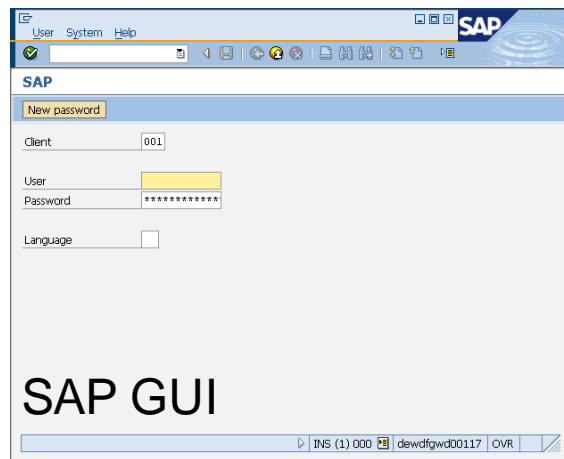 User System Help
SAP
SAP
New password
Client 001
User
Password ************
Language
SAP GUI
INS (1) 000 dewdfgwd00117 OVR